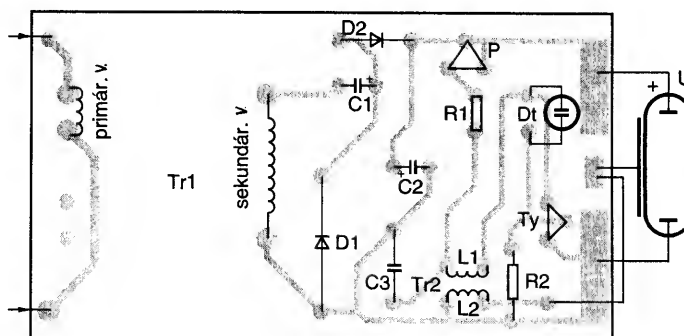 D2
P
U
+
C1
+
R1
Dt
primár. v.
sekundár. v.
Tr1
C2
+
Ty
D1
C3
Tr2
L1
L2
R2